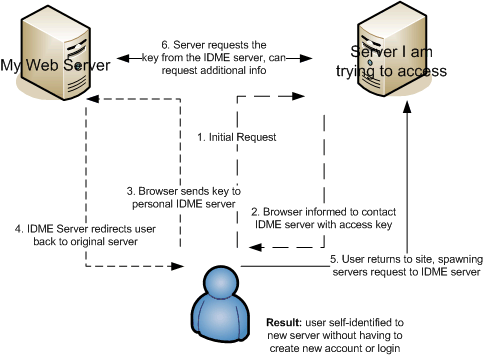 6. Server requests the
key from the IDME server, can
request additional info
My Web Server
Server I am
trying to access
1. Initial Request
3. Browser sends key to
personal IDME server
2. Browser informed to contact
IDME server with access key
4. IDME Server redirects user
back to original server
5. User returns to site, spawning
servers request to IDME server
Result: user self-identified to
new server without having to
create new account or login